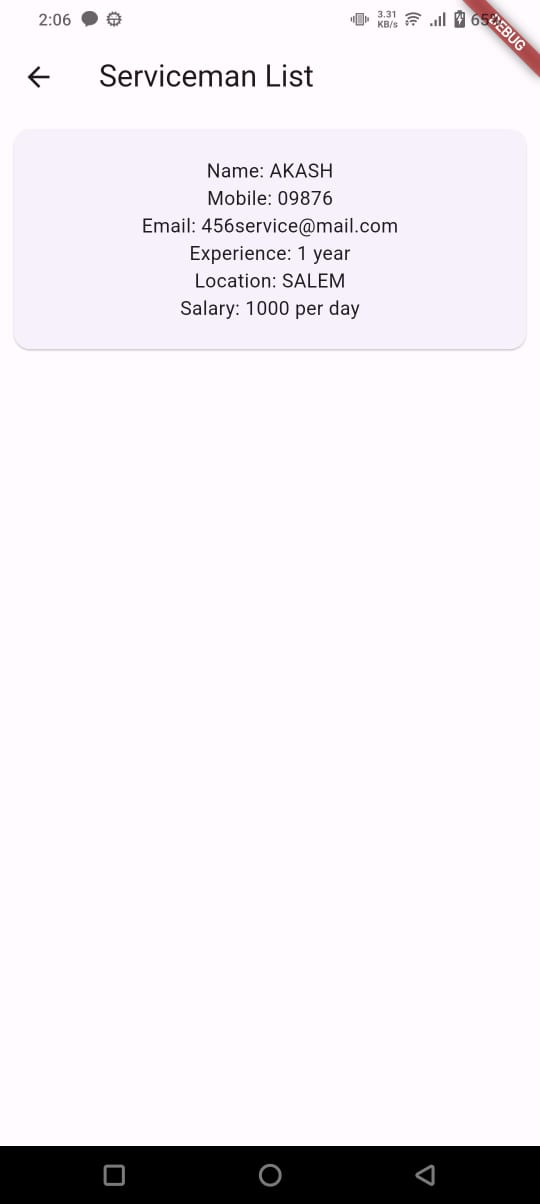 2:06
3.31
KB/s
DEBUG
Serviceman List
Name: AKASH
Mobile: 09876
Email: 456service@mail.com
Experience: 1 year
Location: SALEM
Salary: 1000 per day